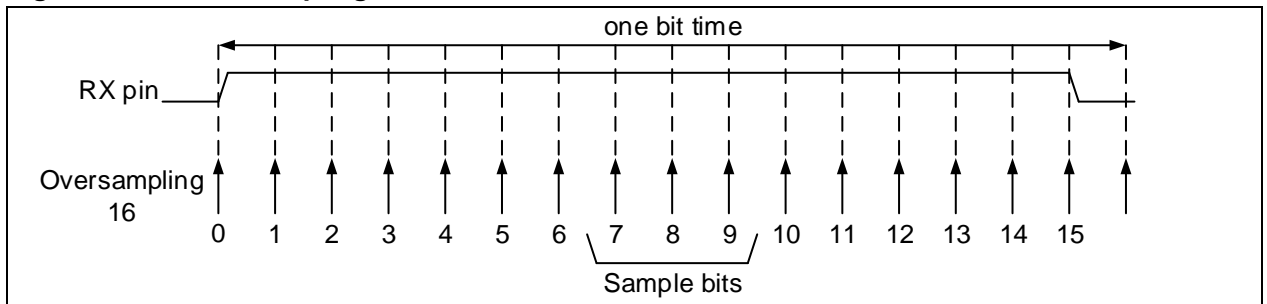 one bit time
RX pin
Oversampling
16
0 1 2 3 4 5 6 7 8 9 10 11 12 13 14 15
Sample bits